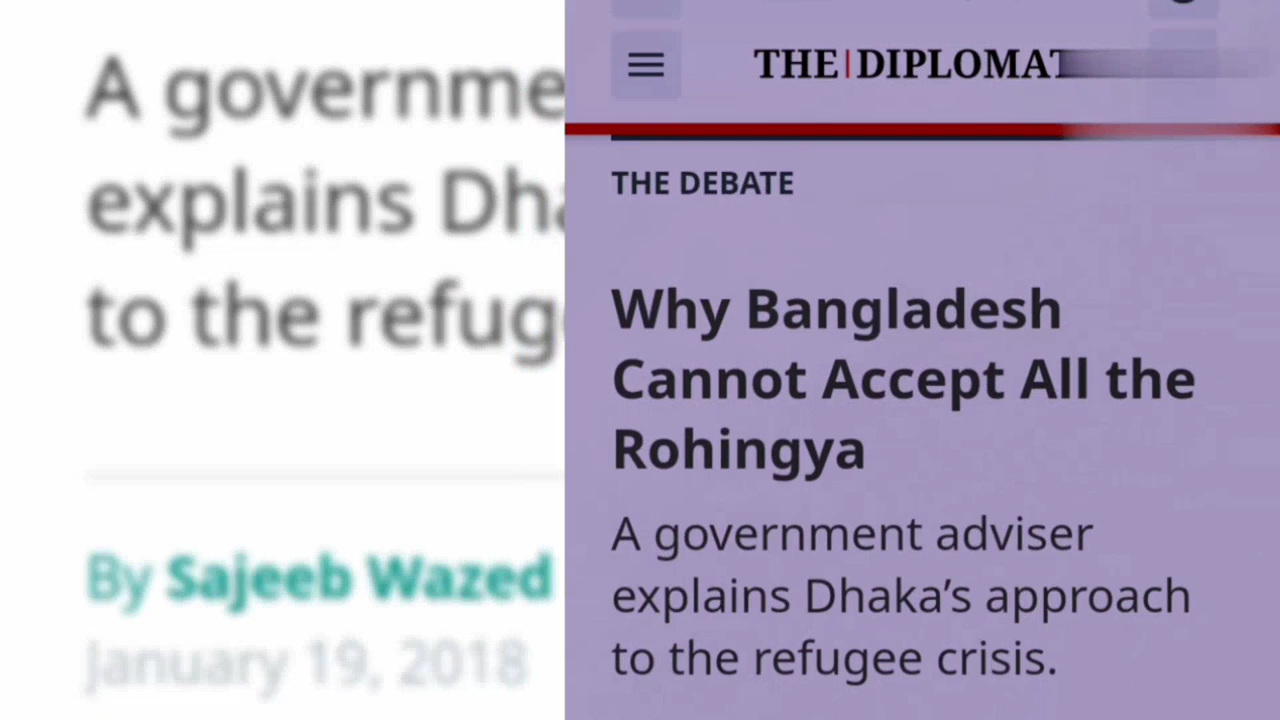 A governme
explains Dha
to the refug
By Sajeeb Wazed
January 19, 2018
THE|DIPLOMAT
THE DEBATE
Why Bangladesh
Cannot Accept All the
Rohingya
A government adviser
explains Dhaka’s approach
to the refugee crisis.